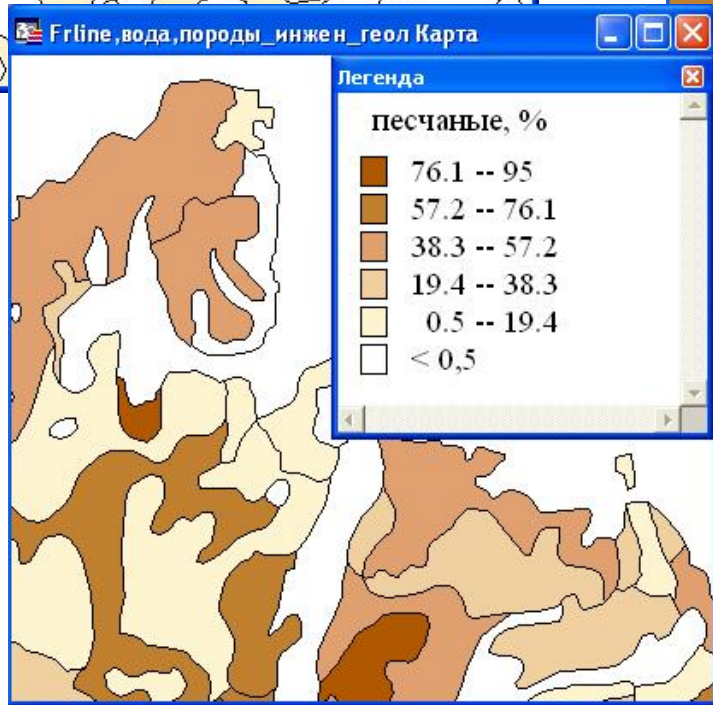 Frline,вода,породы_инжен_геол Карта
Легенда
песчаные, %
76.1 -- 95
57.2 -- 76.1
38.3 -- 57.2
19.4 -- 38.3
0.5 -- 19.4
< 0,5